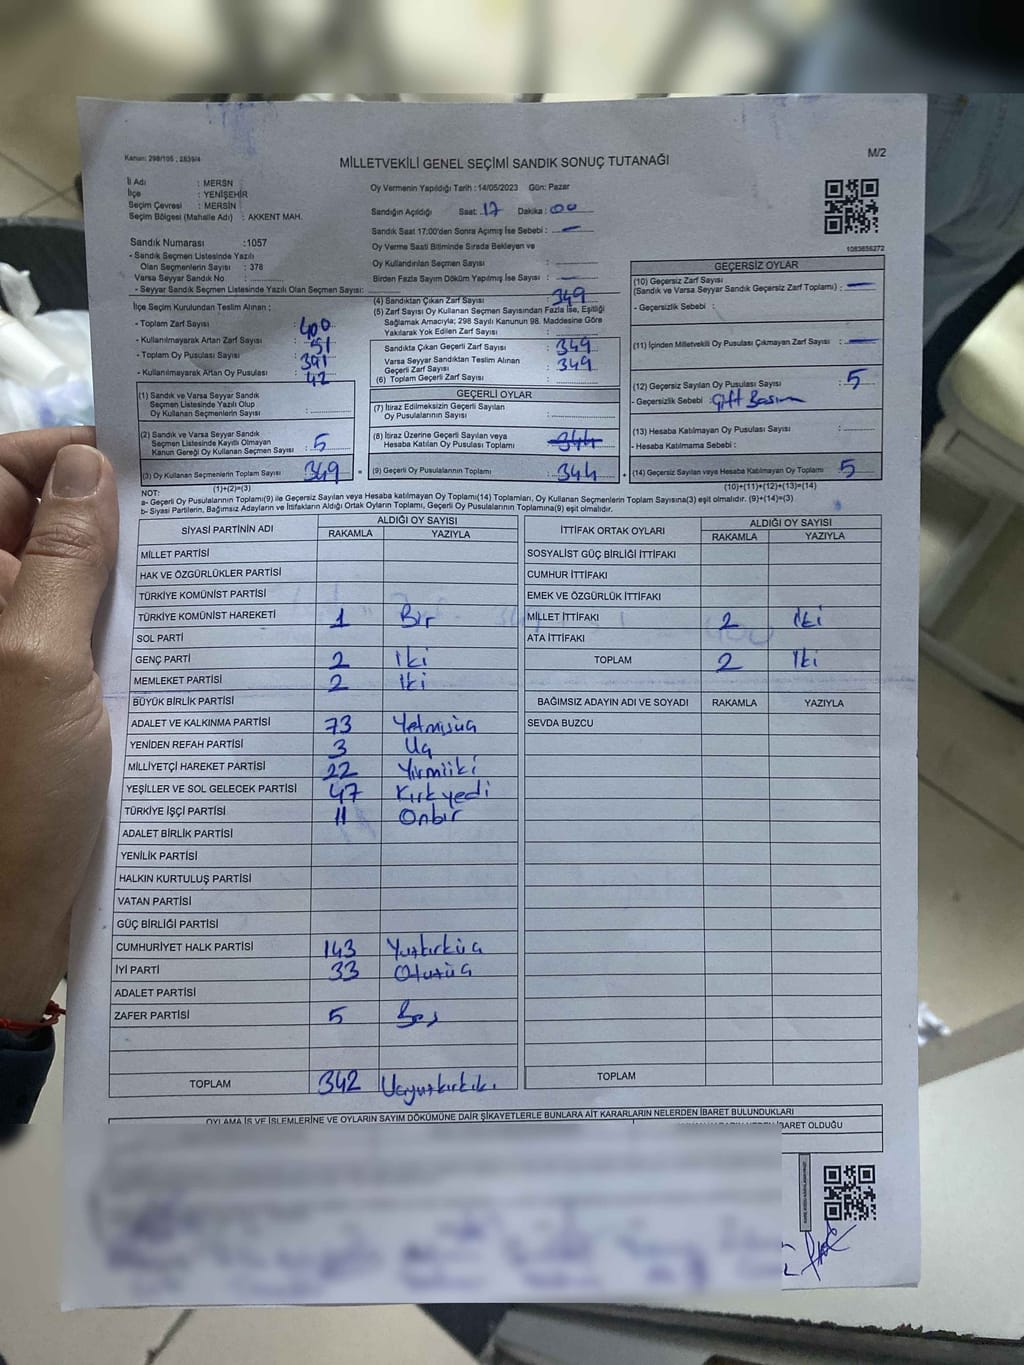 Kanun: 298/105 ; 2839/4
MİLLETVEKİLİ GENEL SEÇİMİ SANDIK SONUÇ TUTANAĞI
M/2
İl Adı : MERSN
İlçe : YENİŞEHİR
Seçim Çevresi : MERSİN
Seçim Bölgesi (Mahalle Adı) : AKKENT MAH.
Oy Vermenin Yapıldığı Tarih : 14/05/2023 Gün: Pazar
Sandığın Açıldığı Saat: 17 Dakika : 00
Sandık Saat 17:00'den Sonra Açımış İse Sebebi : —
Oy Verme Saati Bitiminde Sırada Bekleyen ve
Oy Kullandırılan Seçmen Sayısı :
Birden Fazla Sayım Döküm Yapılmış İse Sayısı : —
1083656272
Sandık Numarası :1057
- Sandık Seçmen Listesinde Yazılı
Olan Seçmenlerin Sayısı : 378
Varsa Seyyar Sandık No :
- Seyyar Sandık Seçmen Listesinde Yazılı Olan Seçmen Sayısı:
İlçe Seçim Kurulundan Teslim Alınan ;
- Toplam Zarf Sayısı : 400
- Kullanılmayarak Artan Zarf Sayısı : 51
- Toplam Oy Pusulası Sayısı : 391
- Kullanılmayarak Artan Oy Pusulası : 42
(1) Sandık ve Varsa Seyyar Sandık
Seçmen Listesinde Yazılı Olup
Oy Kullanan Seçmenlerin Sayısı :
(2) Sandık ve Varsa Seyyar Sandık
Seçmen Listesinde Kayıtlı Olmayan
Kanun Gereği Oy Kullanan Seçmen Sayısı : 5
(3) Oy Kullanan Seçmenlerin Toplam Sayısı 349
(1)+(2)=(3)
(4) Sandıktan Çıkan Zarf Sayısı : 349
(5) Zarf Sayısı Oy Kullanan Seçmen Sayısından Fazla İse, Eşitliği
Sağlamak Amacıyla; 298 Sayılı Kanunun 98. Maddesine Göre
Yakılarak Yok Edilen Zarf Sayısı :
Sandıkta Çıkan Geçerli Zarf Sayısı : 349
Varsa Seyyar Sandıktan Teslim Alınan
Geçerli Zarf Sayısı : 349
(6) Toplam Geçerli Zarf Sayısı :
GEÇERLİ OYLAR
(7) İtiraz Edilmeksizin Geçerli Sayılan
Oy Pusulalarının Sayısı :
(8) İtiraz Üzerine Geçerli Sayılan veya
Hesaba Katılan Oy Pusulası Toplamı 344
= (9) Geçerli Oy Pusulalarının Toplamı : 344
GEÇERSİZ OYLAR
(10) Geçersiz Zarf Sayısı
(Sandık ve Varsa Seyyar Sandık Geçersiz Zarf Toplamı) : —
- Geçersizlik Sebebi :
(11) İçinden Milletvekili Oy Pusulası Çıkmayan Zarf Sayısı : —
(12) Geçersiz Sayılan Oy Pusulası Sayısı : 5
- Geçersizlik Sebebi : Çift Basım
(13) Hesaba Katılmayan Oy Pusulası Sayısı :
- Hesaba Katılmama Sebebi :
+ (14) Geçersiz Sayılan veya Hesaba Katılmayan Oy Toplamı : 5
(10)+(11)+(12)+(13)=(14)
NOT:
a- Geçerli Oy Pusulalarının Toplamı(9) ile Geçersiz Sayılan veya Hesaba katılmayan Oy Toplamı(14) Toplamları, Oy Kullanan Seçmenlerin Toplam Sayısına(3) eşit olmalıdır. (9)+(14)=(3)
b- Siyasi Partilerin, Bağımsız Adayların ve İttifakların Aldığı Ortak Oyların Toplamı, Geçerli Oy Pusulalarının Toplamına(9) eşit olmalıdır.
SİYASİ PARTİNİN ADI ALDIĞI OY SAYISI
RAKAMLA YAZIYLA
MİLLET PARTİSİ
HAK VE ÖZGÜRLÜKLER PARTİSİ
TÜRKİYE KOMÜNİST PARTİSİ
TÜRKİYE KOMÜNİST HAREKETİ 1 Bir
SOL PARTİ
GENÇ PARTİ 2 iki
MEMLEKET PARTİSİ 2 iki
BÜYÜK BİRLİK PARTİSİ
ADALET VE KALKINMA PARTİSİ 73 Yetmişüç
YENİDEN REFAH PARTİSİ 3 Üç
MİLLİYETÇİ HAREKET PARTİSİ 22 Yirmiiki
YEŞİLLER VE SOL GELECEK PARTİSİ 47 Kırkyedi
TÜRKİYE İŞÇİ PARTİSİ 11 Onbir
ADALET BİRLİK PARTİSİ
YENİLİK PARTİSİ
HALKIN KURTULUŞ PARTİSİ
VATAN PARTİSİ
GÜÇ BİRLİĞİ PARTİSİ
CUMHURİYET HALK PARTİSİ 143 Yüzkırküç
İYİ PARTİ 33 Otuzüç
ADALET PARTİSİ
ZAFER PARTİSİ 5 Beş
TOPLAM 342 Üçyüzkırkiki
İTTİFAK ORTAK OYLARI ALDIĞI OY SAYISI
RAKAMLA YAZIYLA
SOSYALİST GÜÇ BİRLİĞİ İTTİFAKI
CUMHUR İTTİFAKI
EMEK VE ÖZGÜRLÜK İTTİFAKI
MİLLET İTTİFAKI 2 iki
ATA İTTİFAKI
TOPLAM 2 iki
BAĞIMSIZ ADAYIN ADI VE SOYADI RAKAMLA YAZIYLA
SEVDA BUZCU
TOPLAM
OYLAMA İŞ VE İŞLEMLERİNE VE OYLARIN SAYIM DÖKÜMÜNE DAİR ŞİKAYETLERLE BUNLARA AİT KARARLARIN NELERDEN İBARET BULUNDUKLARI
İBARET OLDUĞU